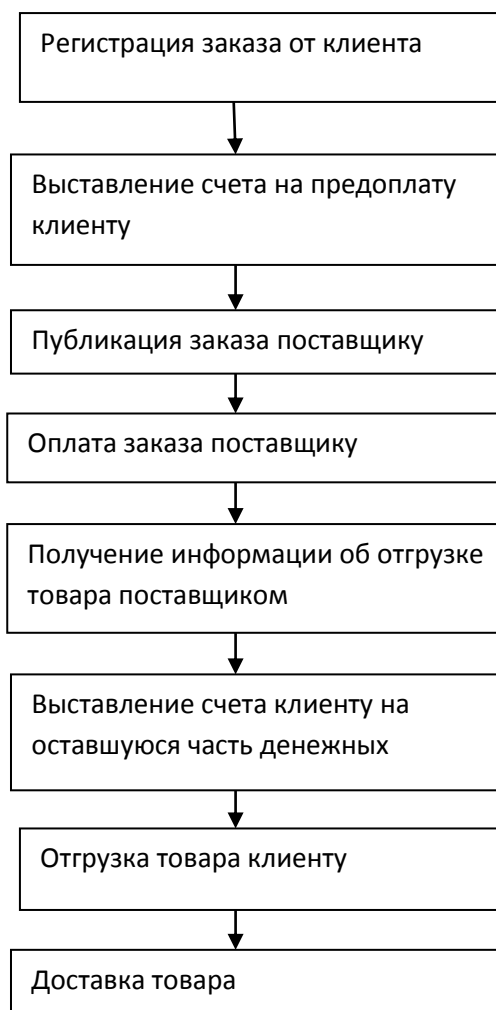 Регистрация заказа от клиента
Выставление счета на предоплату
клиенту
Публикация заказа поставщику
Оплата заказа поставщику
Получение информации об отгрузке
товара поставщиком
Выставление счета клиенту на
оставшуюся часть денежных
Отгрузка товара клиенту
Доставка товара